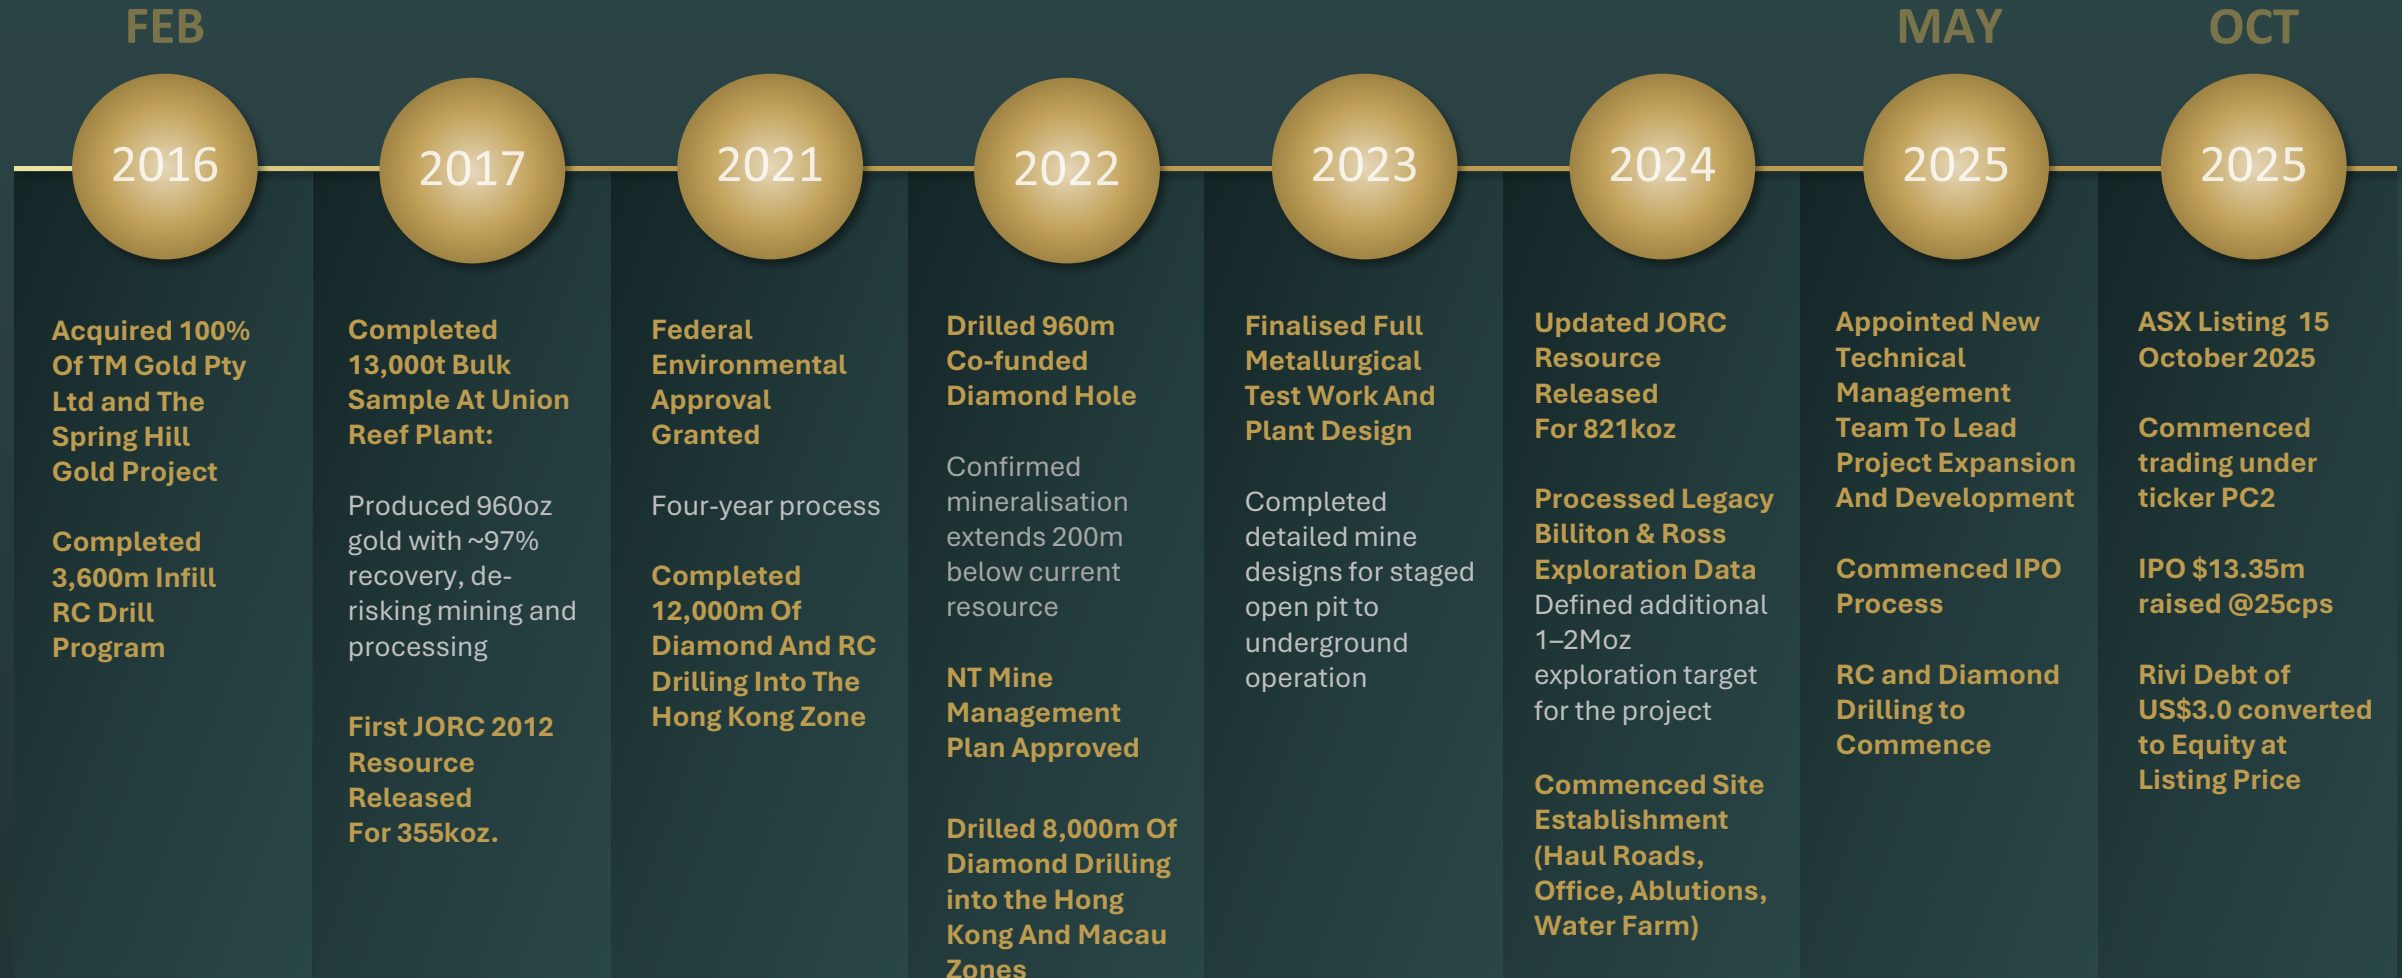 FEB
MAY
OCT
2016
2017
2021
2022
2023
2024
2025
2025
Acquired 100%
Of TM Gold Pty
Ltd and The
Spring Hill
Gold Project
Completed
3,600m Infill
RC Drill
Program
Completed
13,000t Bulk
Sample At Union
Reef Plant:
Produced 960oz
gold with ~97%
recovery, de-
risking mining and
processing
First JORC 2012
Resource
Released
For 355koz.
Federal
Environmental
Approval
Granted
Four-year process
Completed
12,000m Of
Diamond And RC
Drilling Into The
Hong Kong Zone
Drilled 960m
Co-funded
Diamond Hole
Confirmed
mineralisation
extends 200m
below current
resource
NT Mine
Management
Plan Approved
Drilled 8,000m Of
Diamond Drilling
into the Hong
Kong And Macau
Zones
Finalised Full
Metallurgical
Test Work And
Plant Design
Completed
detailed mine
designs for staged
open pit to
underground
operation
Updated JORC
Resource
Released
For 821koz
Processed Legacy
Billiton & Ross
Exploration Data
Defined additional
1–2Moz
exploration target
for the project
Commenced Site
Establishment
(Haul Roads,
Office, Ablutions,
Water Farm)
Appointed New
Technical
Management
Team To Lead
Project Expansion
And Development
Commenced IPO
Process
RC and Diamond
Drilling to
Commence
ASX Listing 15
October 2025
Commenced
trading under
ticker PC2
IPO $13.35m
raised @25cps
Rivi Debt of
US$3.0 converted
to Equity at
Listing Price